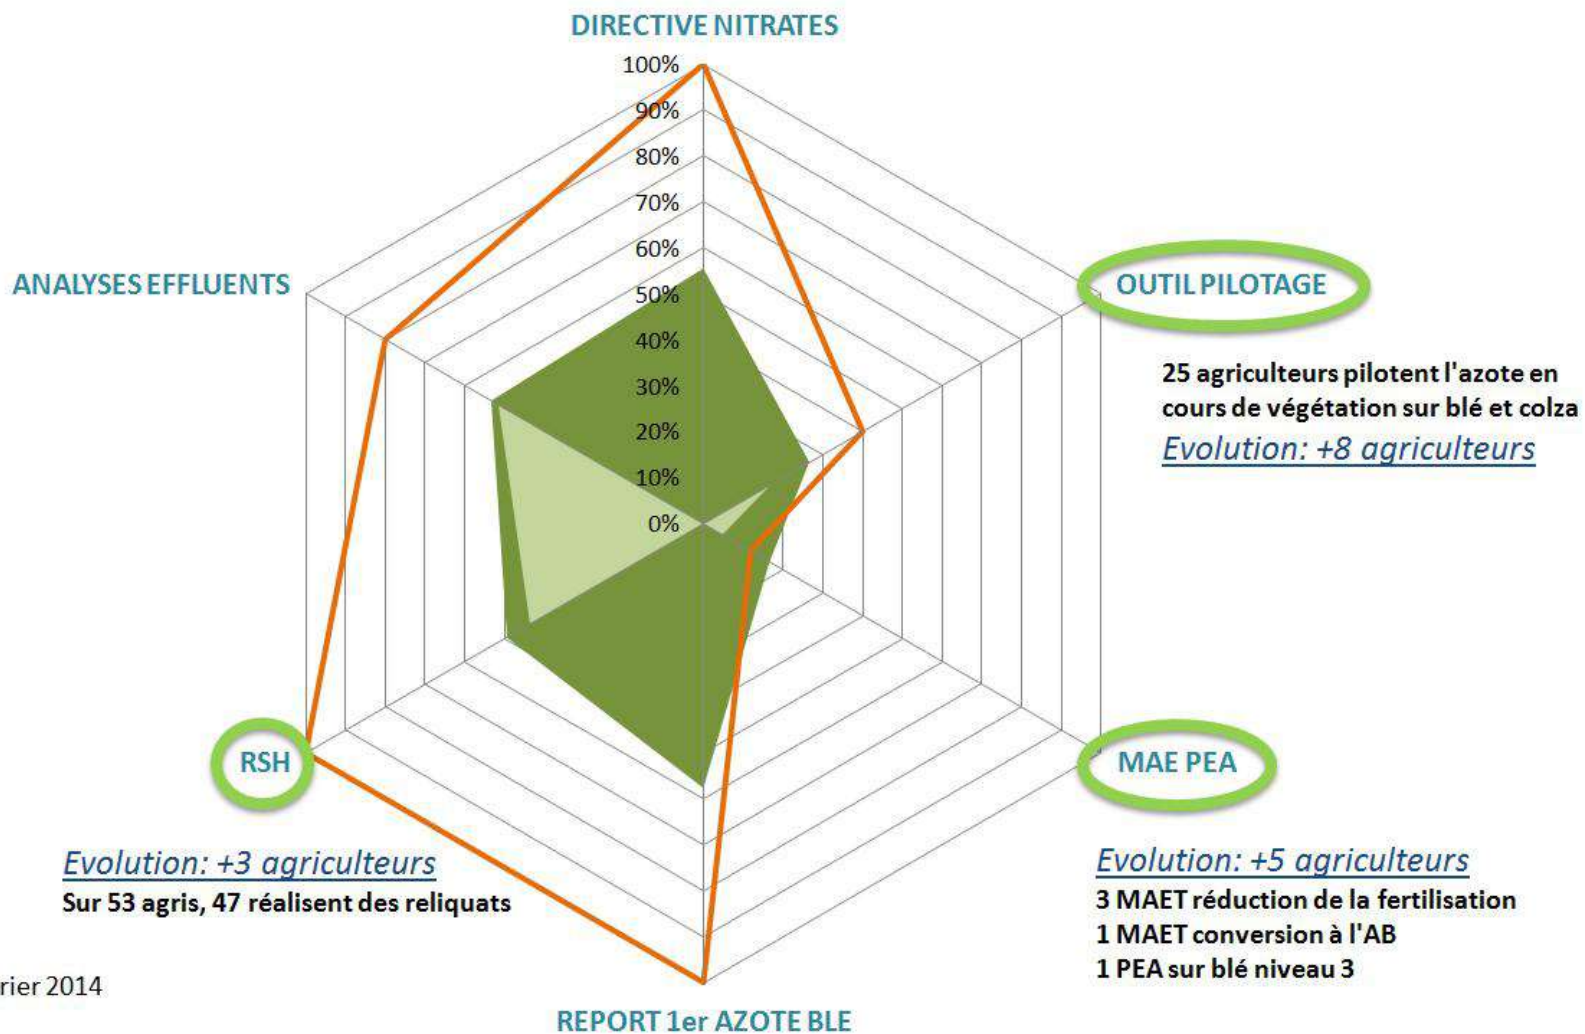 DIRECTIVE NITRATES
100%
90%
80%
70%
60%
50%
40%
30%
20%
10%
0%
ANALYSES EFFLUENTS
OUTIL PILOTAGE
25 agriculteurs pilotent l'azote en
cours de végétation sur blé et colza
Evolution: +8 agriculteurs
RSH
MAE PEA
Evolution: +3 agriculteurs
Sur 53 agris, 47 réalisent des reliquats
Evolution: +5 agriculteurs
3 MAET réduction de la fertilisation
1 MAET conversion à l'AB
1 PEA sur blé niveau 3
rier 2014
REPORT 1er AZOTE BLE